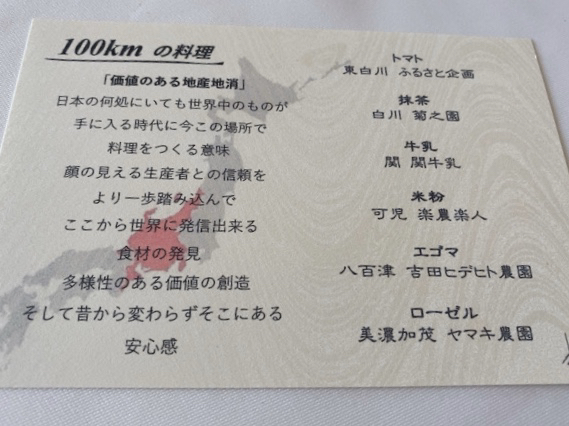 100km の料理
「価値のある地産地消」
日本の何処にいても世界中のものが
手に入る時代に今この場所で
料理をつくる意味
顔の見える生産者との信頼を
より一歩踏み込んで
ここから世界に発信出来る
食材の発見
多様性のある価値の創造
そして昔から変わらずそこにある
安心感
トマト
東白川 ふるさと企画
抹茶
白川 菊之園
牛乳
関 関牛乳
米粉
可児 楽農楽人
エゴマ
八百津 吉田ヒデヒト農園
ローゼル
美濃加茂 ヤマキ農園